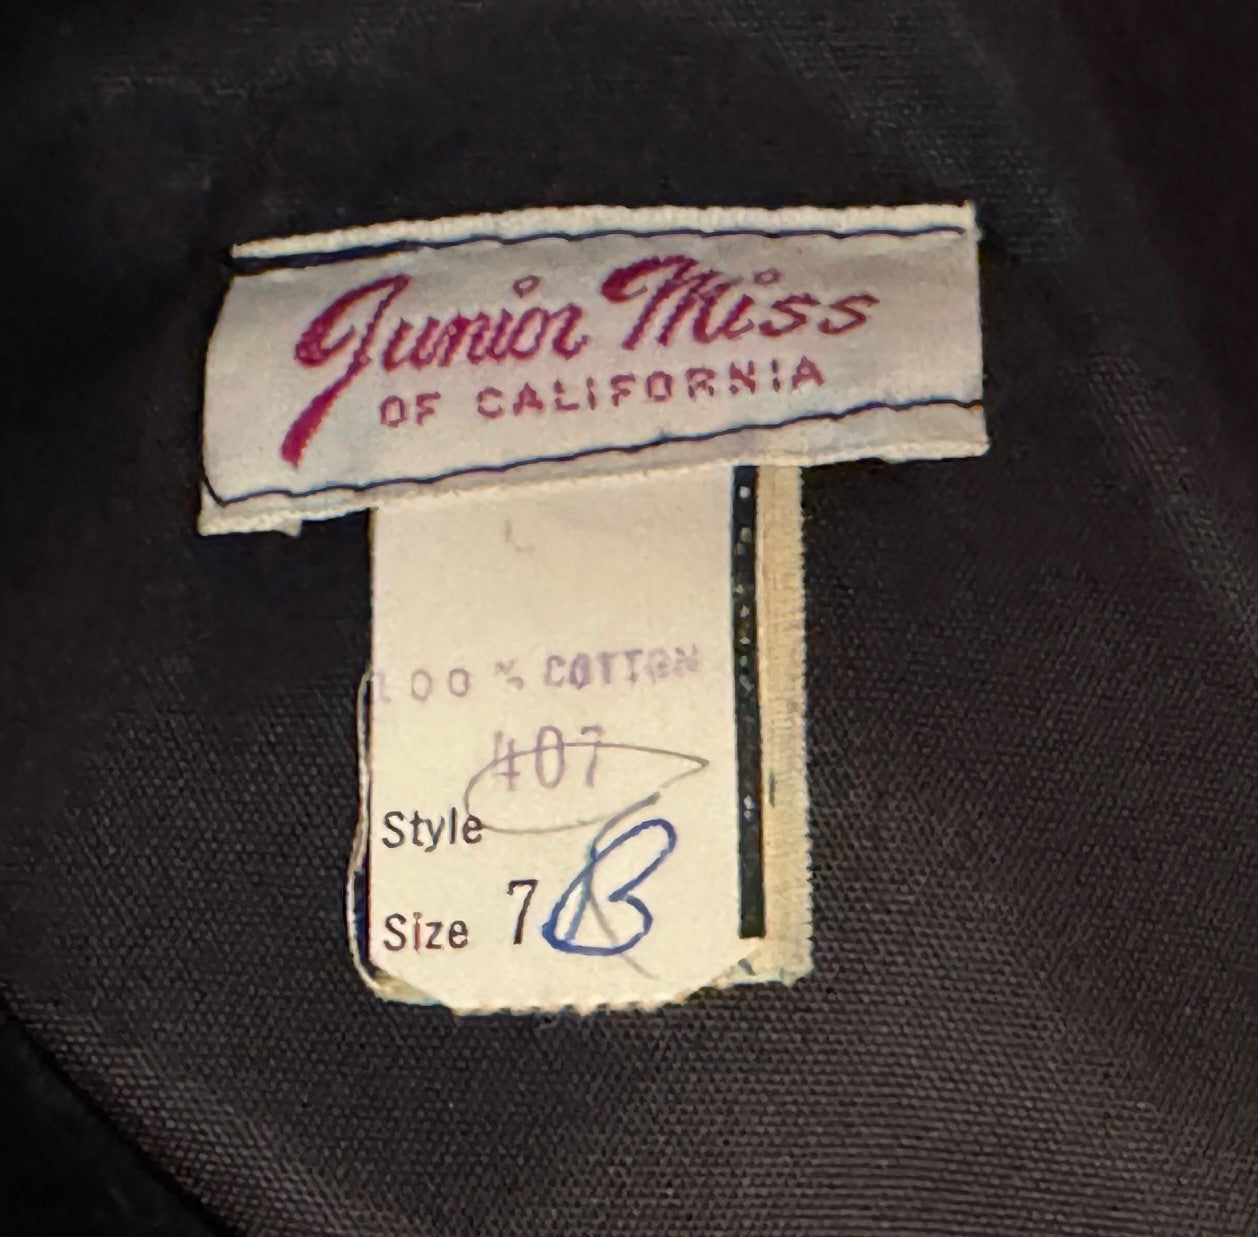 Junior Miss
OF CALIFORNIA
100% COTTON
407
Style
Size 7 B